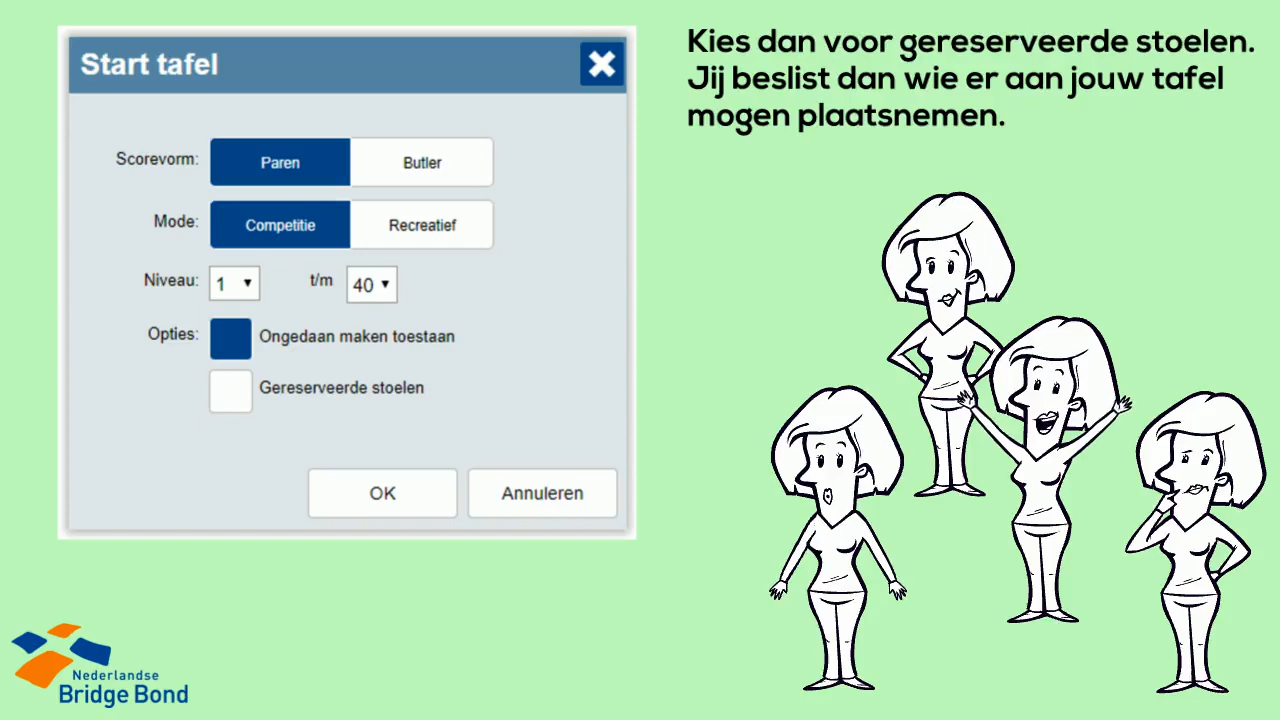 Start tafel
Scorevorm: Paren Butler
Mode: Competitie Recreatief
Niveau: 1 t/m 40
Opties: Ongedaan maken toestaan
Gereserveerde stoelen
OK Annuleren
Kies dan voor gereserveerde stoelen.
Jij beslist dan wie er aan jouw tafel
mogen plaatsnemen.
Nederlandse
Bridge Bond